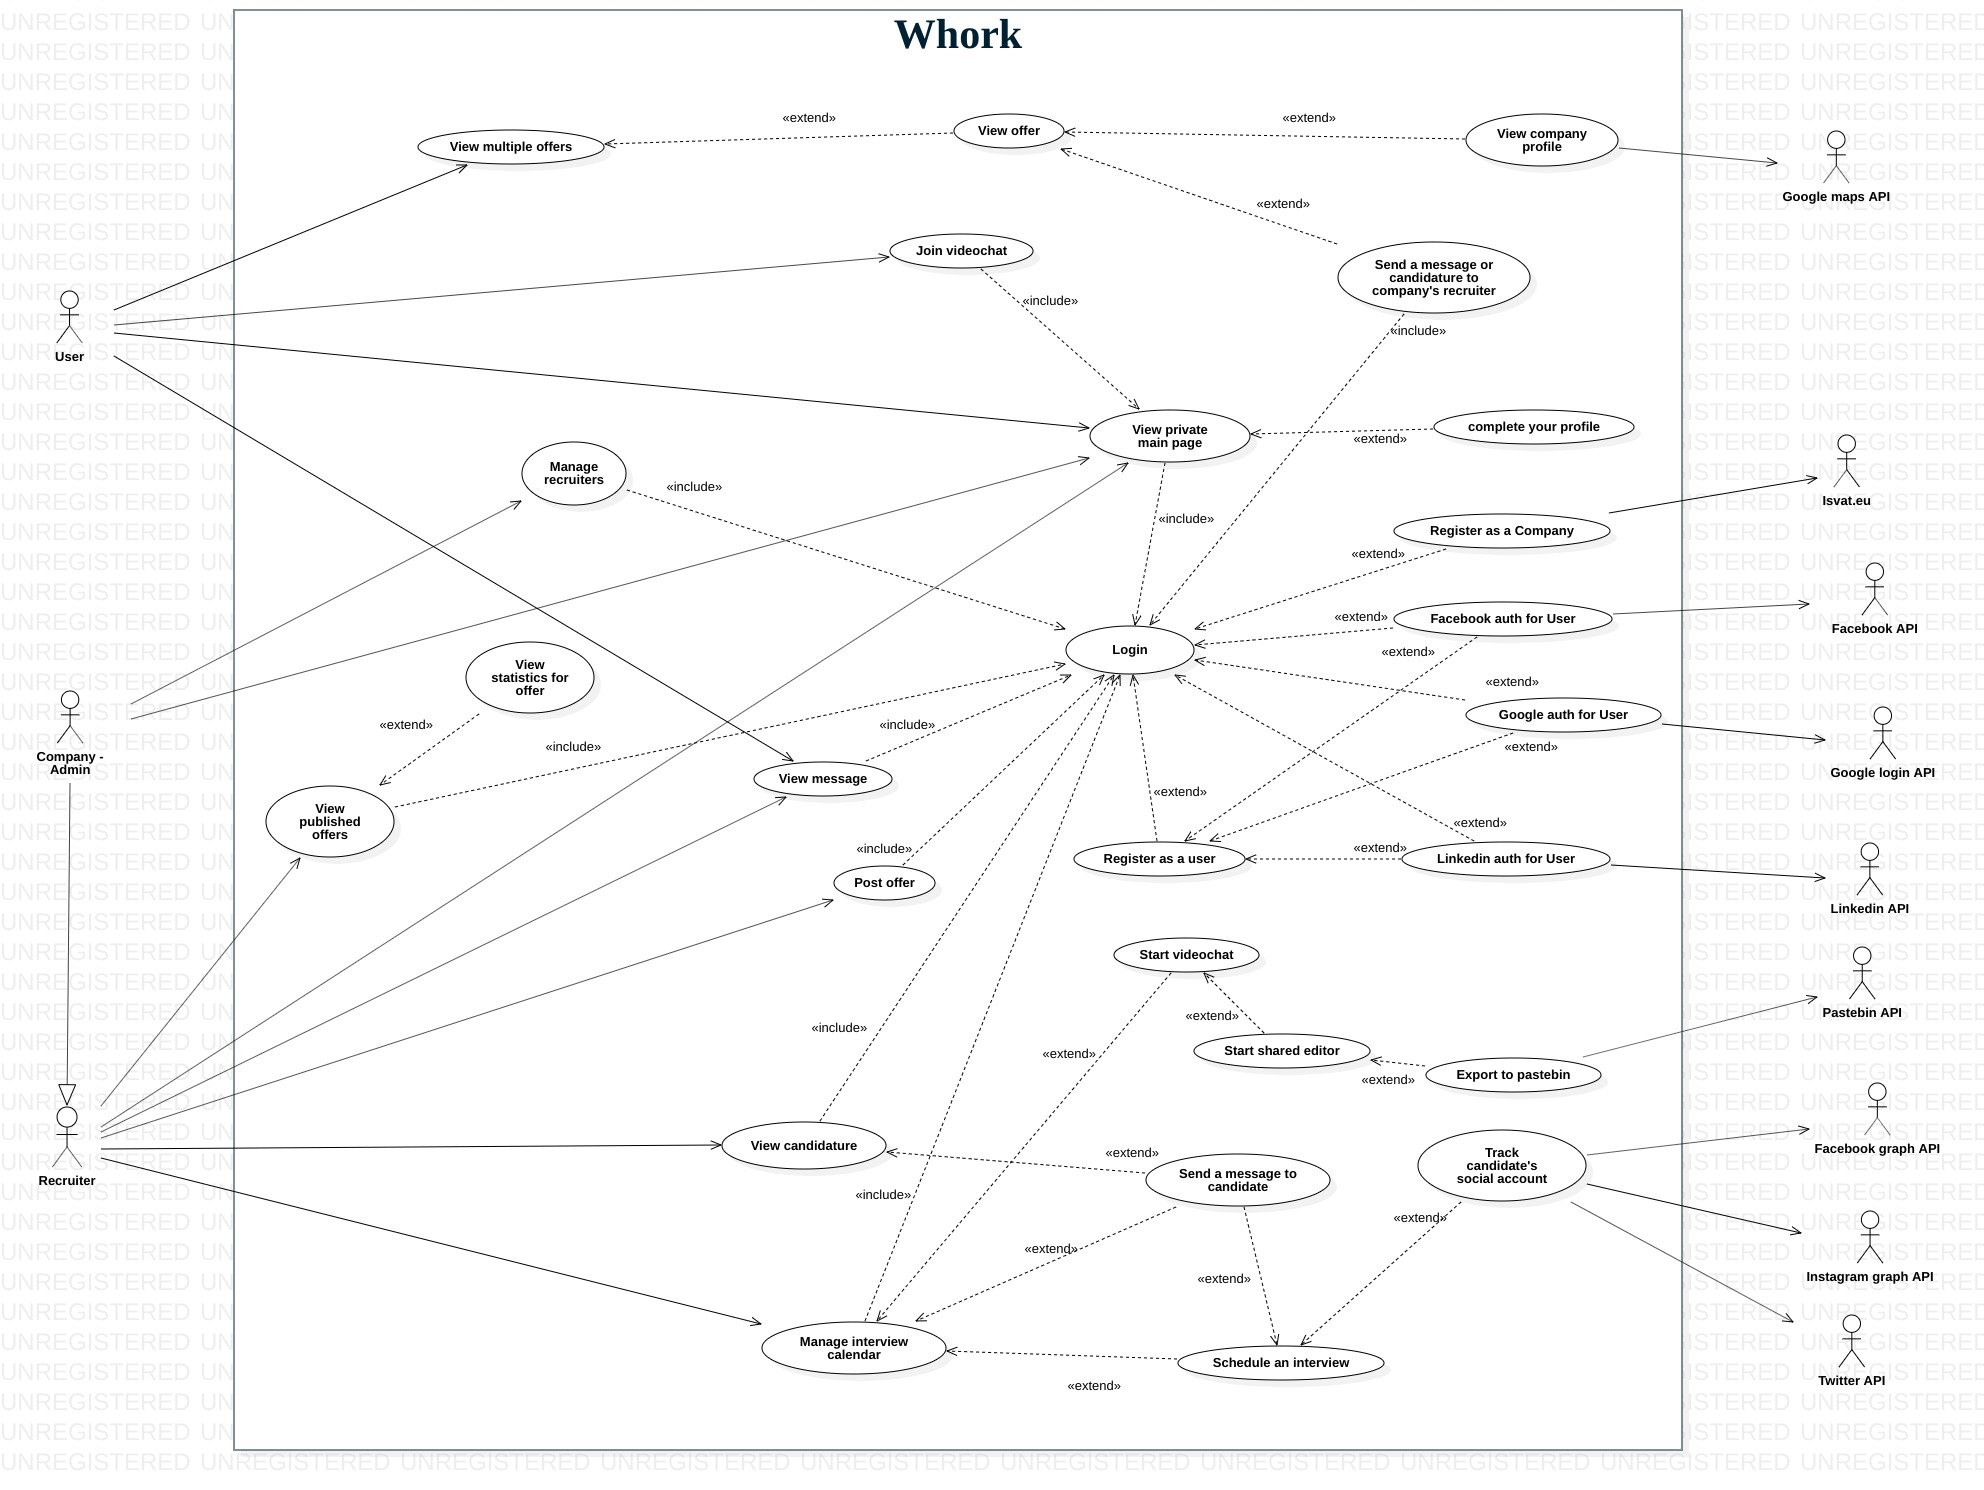 Whork
«extend»
«extend»
View multiple offers
View offer
View company
profile
Google maps API
«extend»
Join videochat
Send a message or
candidature to
company's recruiter
«include»
«include»
User
View private
main page
complete your profile
«extend»
Manage
recruiters
«include»
Isvat.eu
«include»
Register as a Company
«extend»
Facebook auth for User
«extend»
Facebook API
Login
«extend»
View
statistics for
offer
«extend»
Google auth for User
«extend»
«include»
«include»
«extend»
Company -
Admin
Google login API
View message
«extend»
View
published
offers
«extend»
«include»
«extend»
Register as a user
Linkedin auth for User
Post offer
Linkedin API
Start videochat
«extend»
Pastebin API
«include»
Start shared editor
«extend»
Export to pastebin
«extend»
View candidature
«extend»
Facebook graph API
Track
candidate's
social account
Send a message to
candidate
Recruiter
«include»
«extend»
«extend»
«extend»
Instagram graph API
Manage interview
calendar
Schedule an interview
«extend»
Twitter API
UNREGISTERED UNREGISTERED UNREGISTERED UNREGISTERED UNREGISTERED UNREGISTERED UNREGISTERED UNREGISTERED UNREGISTERED UNREGISTERED